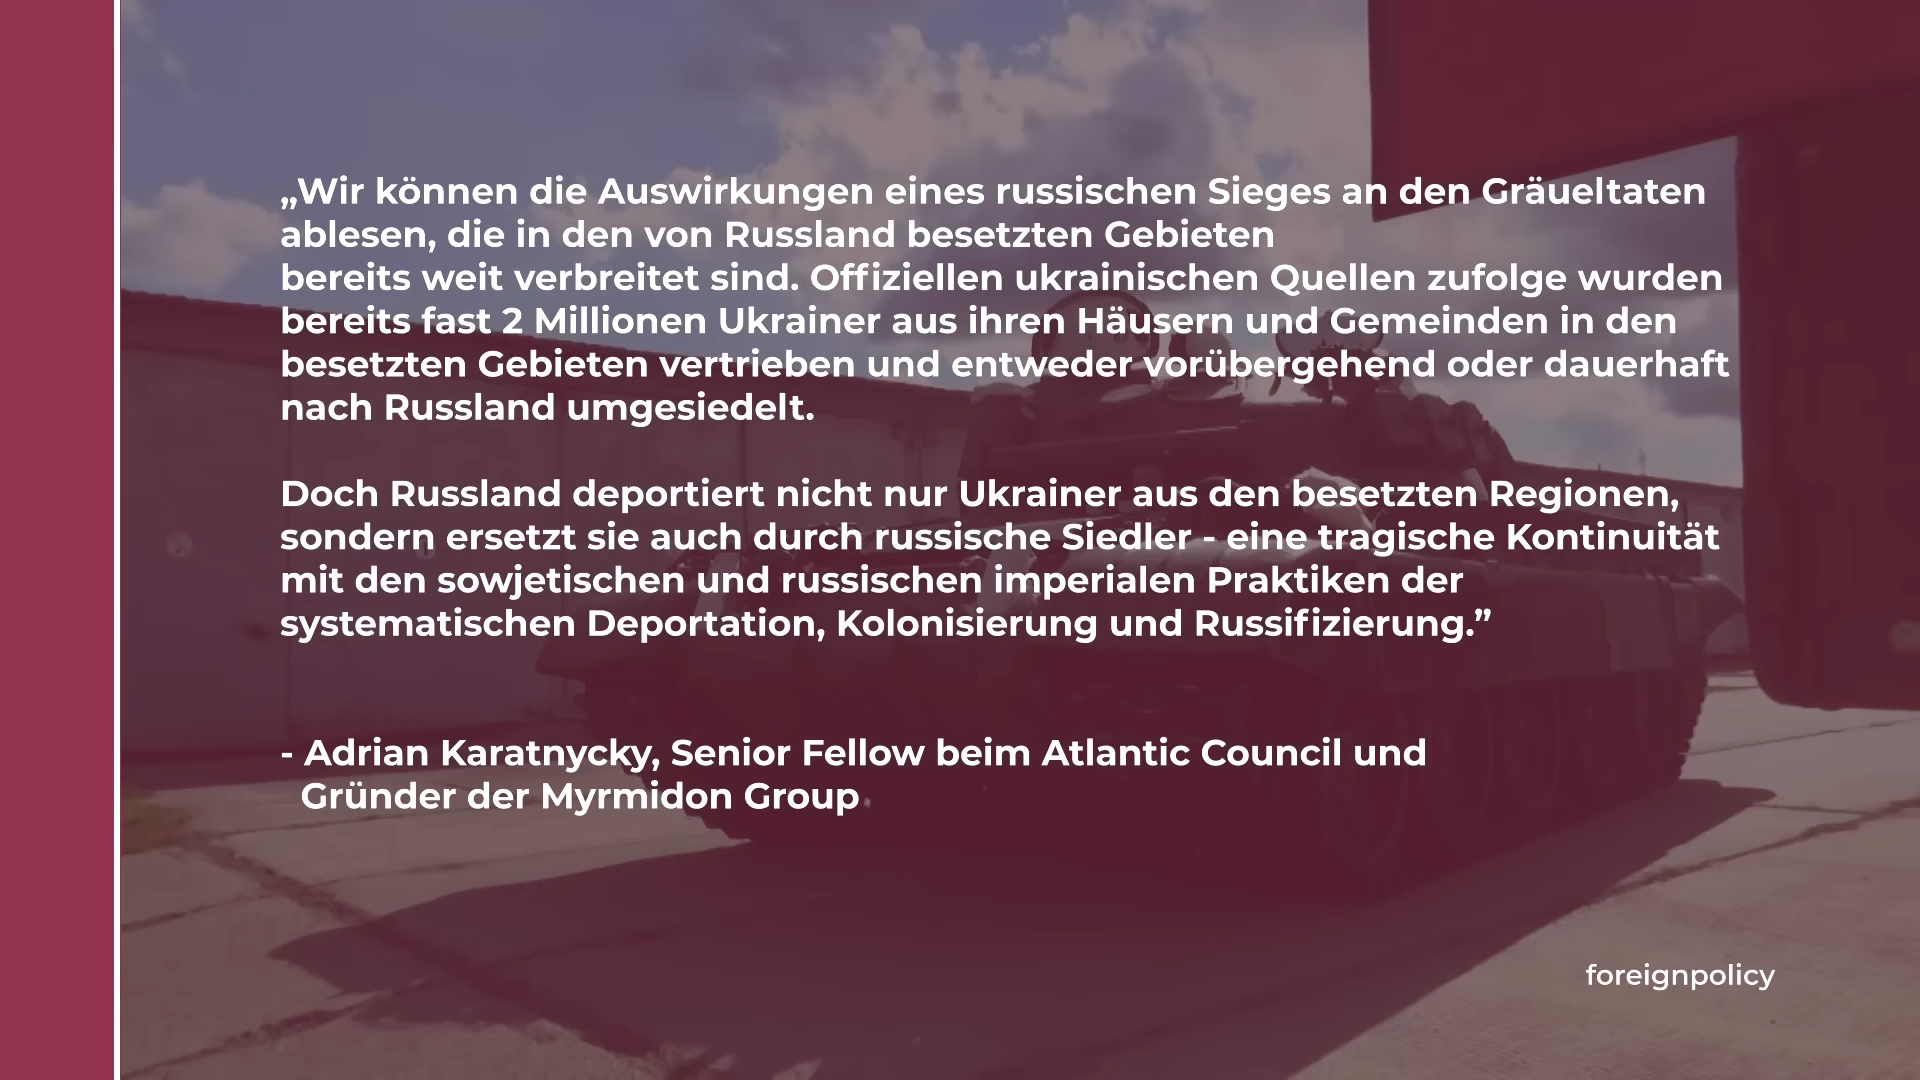 „Wir können die Auswirkungen eines russischen Sieges an den Gräueltaten
ablesen, die in den von Russland besetzten Gebieten
bereits weit verbreitet sind. Offiziellen ukrainischen Quellen zufolge wurden
bereits fast 2 Millionen Ukrainer aus ihren Häusern und Gemeinden in den
besetzten Gebieten vertrieben und entweder vorübergehend oder dauerhaft
nach Russland umgesiedelt.
Doch Russland deportiert nicht nur Ukrainer aus den besetzten Regionen,
sondern ersetzt sie auch durch russische Siedler - eine tragische Kontinuität
mit den sowjetischen und russischen imperialen Praktiken der
systematischen Deportation, Kolonisierung und Russifizierung.”
- Adrian Karatnycky, Senior Fellow beim Atlantic Council und
Gründer der Myrmidon Group
foreignpolicy